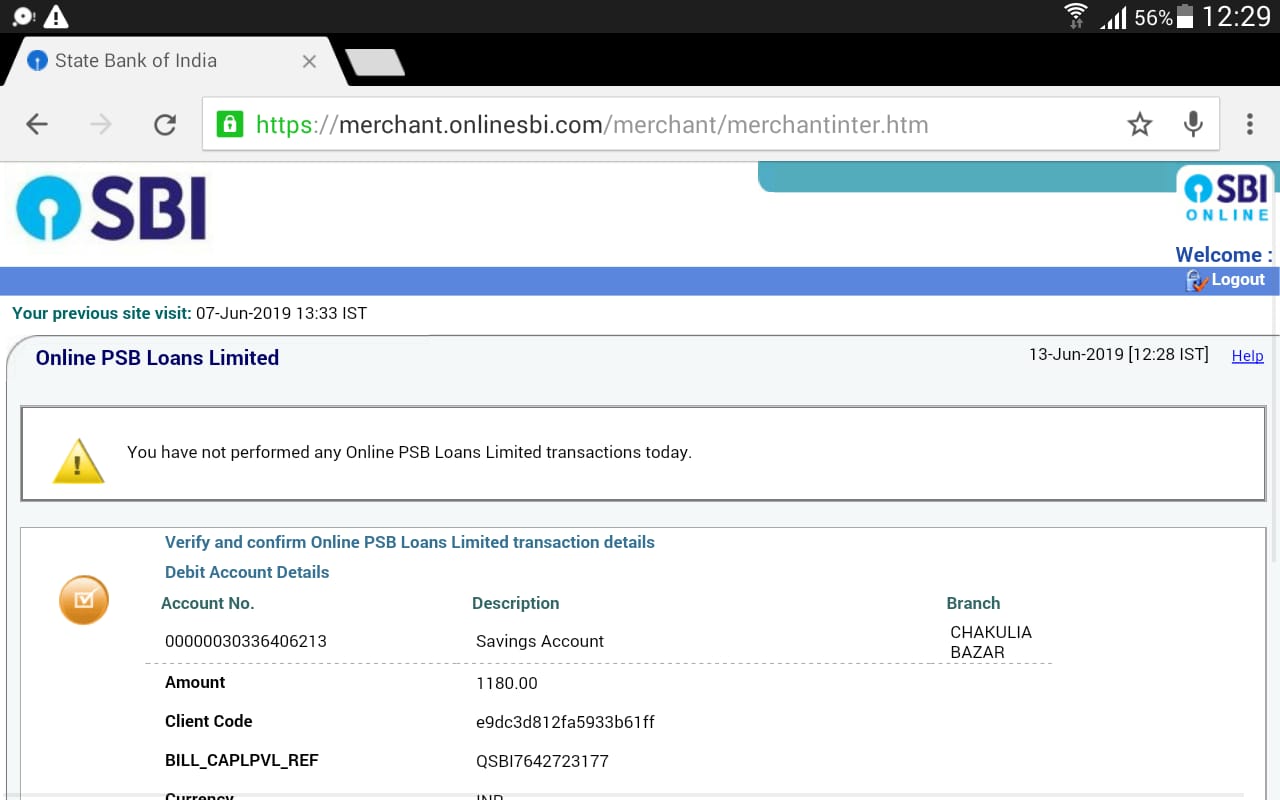 56% 12:29
State Bank of India
https://merchant.onlinesbi.com/merchant/merchantinter.htm
SBI
SBI
ONLINE
Welcome :
Logout
Your previous site visit: 07-Jun-2019 13:33 IST
Online PSB Loans Limited 13-Jun-2019 [12:28 IST] Help
You have not performed any Online PSB Loans Limited transactions today.
Verify and confirm Online PSB Loans Limited transaction details
Debit Account Details
Account No. Description Branch
00000030336406213 Savings Account CHAKULIA
BAZAR
Amount 1180.00
Client Code e9dc3d812fa5933b61ff
BILL_CAPLPVL_REF QSBI7642723177
Currency INR